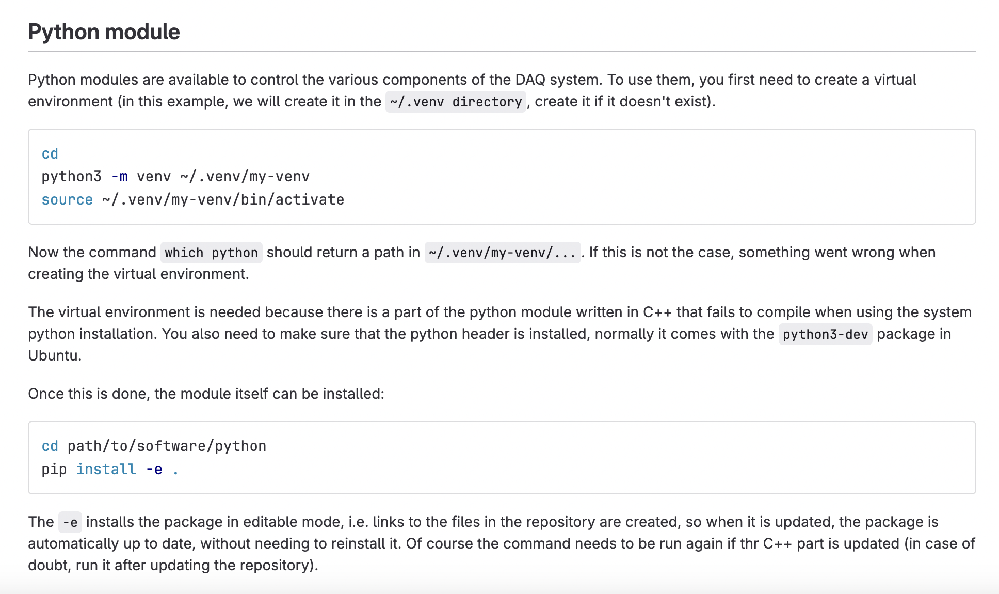 Python module
Python modules are available to control the various components of the DAQ system. To use them, you first need to create a virtual
environment (in this example, we will create it in the ~/.venv directory, create it if it doesn't exist).
cd
python3 -m venv ~/.venv/my-venv
source ~/.venv/my-venv/bin/activate
Now the command which python should return a path in ~/.venv/my-venv/... . If this is not the case, something went wrong when
creating the virtual environment.
The virtual environment is needed because there is a part of the python module written in C++ that fails to compile when using the system
python installation. You also need to make sure that the python header is installed, normally it comes with the python3-dev package in
Ubuntu.
Once this is done, the module itself can be installed:
cd path/to/software/python
pip install -e .
The -e installs the package in editable mode, i.e. links to the files in the repository are created, so when it is updated, the package is
automatically up to date, without needing to reinstall it. Of course the command needs to be run again if thr C++ part is updated (in case of
doubt, run it after updating the repository).